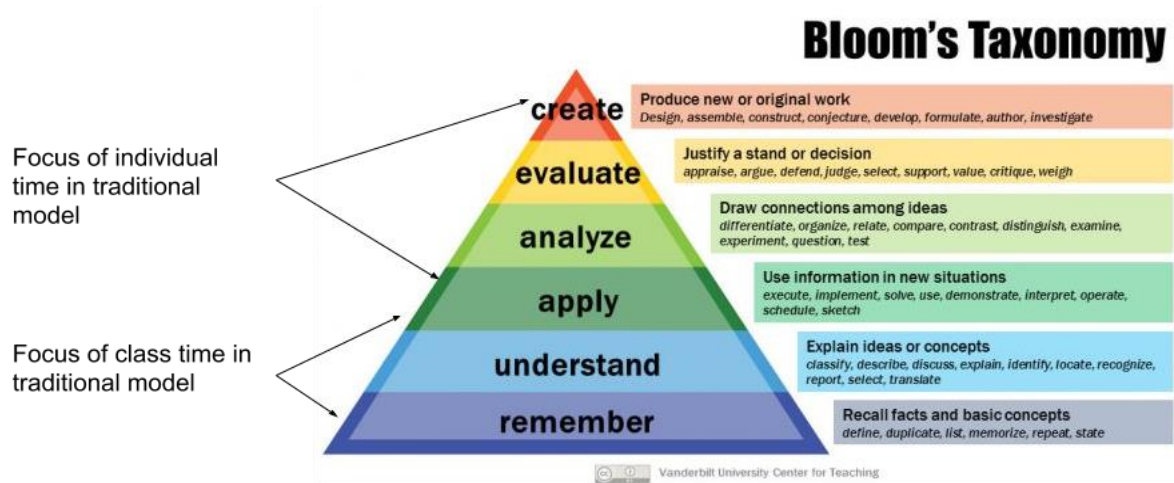 Bloom's Taxonomy
create
Produce new or original work
Design, assemble, construct, conjecture, develop, formulate, author, investigate
Focus of individual
time in traditional
model
evaluate
Justify a stand or decision
appraise, argue, defend, judge, select, support, value, critique, weigh
analyze
Draw connections among ideas
differentiate, organize, relate, compare, contrast, distinguish, examine,
experiment, question, test
apply
Use information in new situations
execute, implement, solve, use, demonstrate, interpret, operate,
schedule, sketch
Focus of class time in
traditional model
understand
Explain ideas or concepts
classify, describe, discuss, explain, identify, locate, recognize,
report, select, translate
remember
Recall facts and basic concepts
define, duplicate, list, memorize, repeat, state
cc
Vanderbilt University Center for Teaching